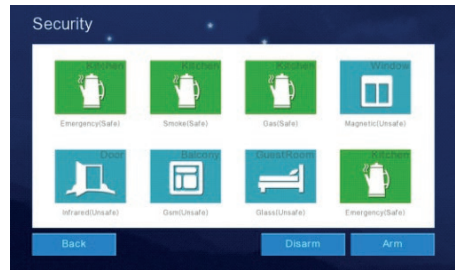 Security
Kitchen Kitchen Kitchen Window
Emergency(Safe) Smoke(Safe) Gas(Safe) Magnetic(Unsafe)
Door Balcony GuestRoom Kitchen
Infrared(Unsafe) Gsm(Unsafe) Glass(Unsafe) Emergency(Safe)
Back Disarm Arm